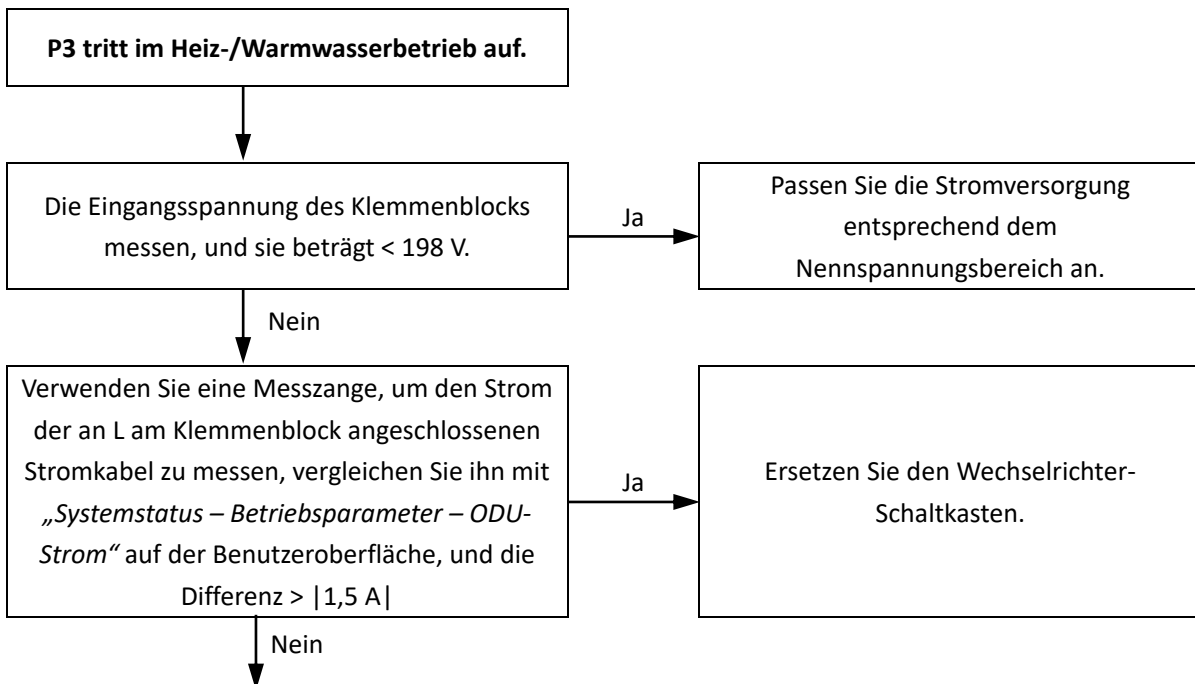 P3 tritt im Heiz-/Warmwasserbetrieb auf.
Die Eingangsspannung des Klemmenblocks
messen, und sie beträgt < 198 V.
Ja
Passen Sie die Stromversorgung
entsprechend dem
Nennspannungsbereich an.
Nein
Verwenden Sie eine Messzange, um den Strom
der an L am Klemmenblock angeschlossenen
Stromkabel zu messen, vergleichen Sie ihn mit
„Systemstatus – Betriebsparameter – ODU-
Strom“ auf der Benutzeroberfläche, und die
Differenz > |1,5 A|
Ja
Ersetzen Sie den Wechselrichter-
Schaltkasten.
Nein